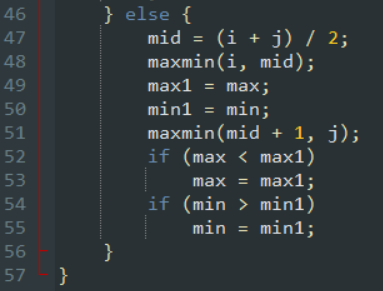 46 } else {
47 mid = (i + j) / 2;
48 maxmin(i, mid);
49 max1 = max;
50 min1 = min;
51 maxmin(mid + 1, j);
52 if (max < max1)
53 max = max1;
54 if (min > min1)
55 min = min1;
56 }
57 }